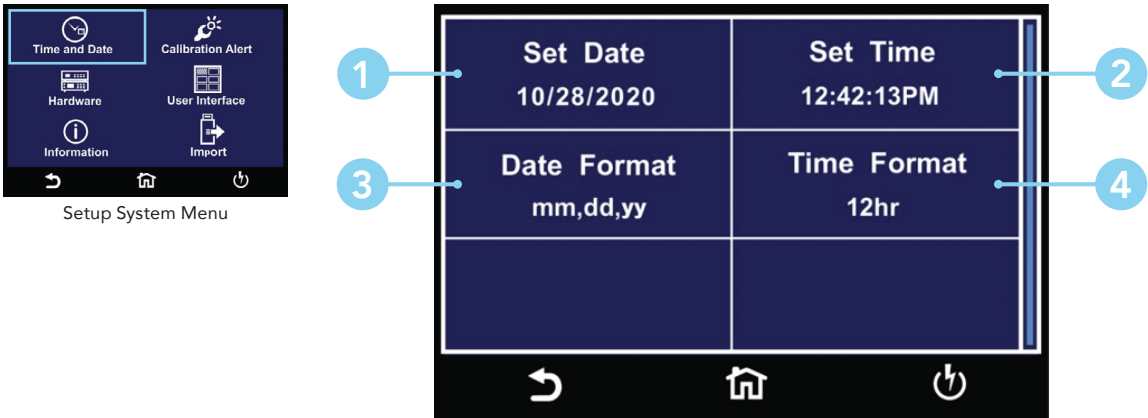 Time and Date
Calibration Alert
Hardware
User Interface
Information
Import
Setup System Menu
1
Set Date
10/28/2020
Set Time
12:42:13PM
2
3
Date Format
mm,dd,yy
Time Format
12hr
4